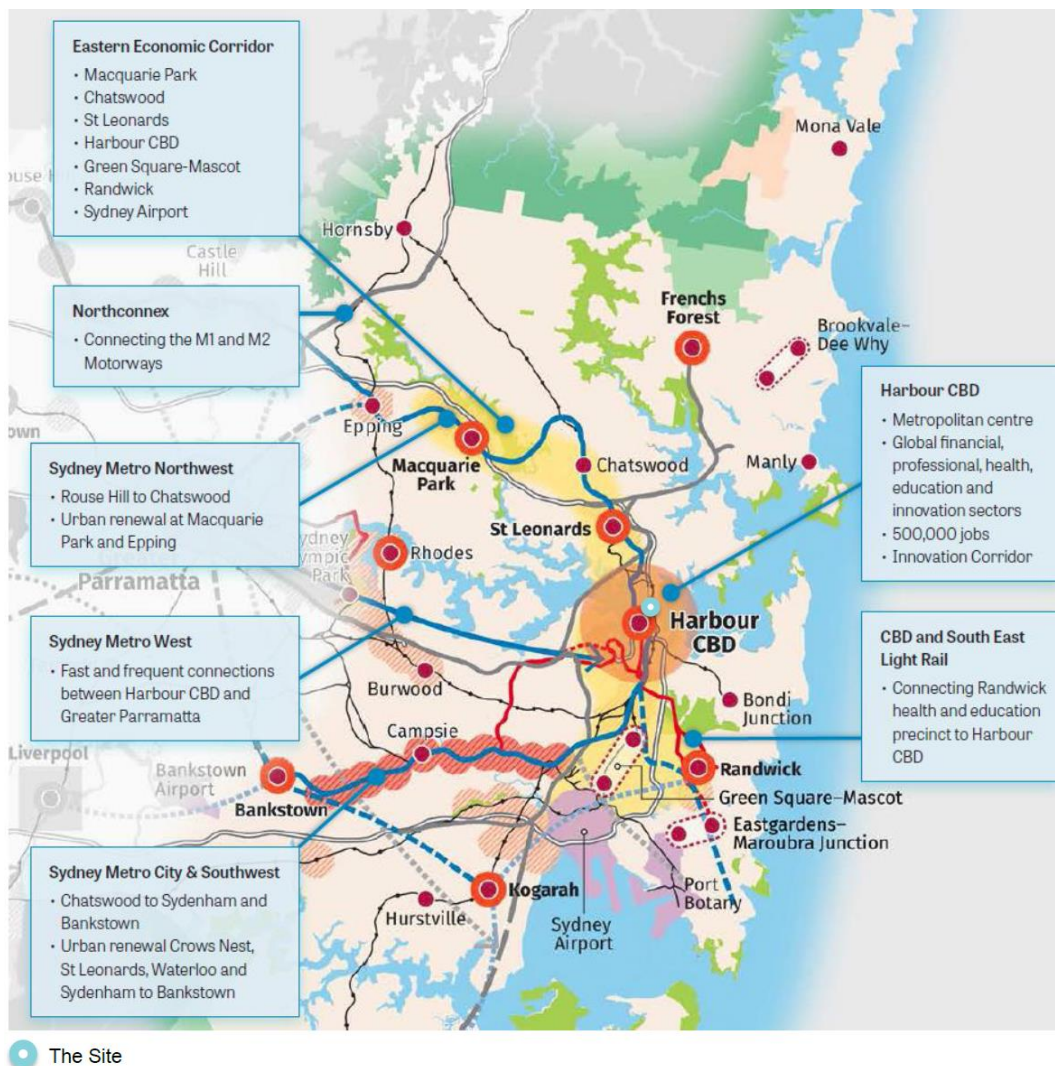 Eastern Economic Corridor
· Macquarie Park
· Chatswood
· St Leonards
· Harbour CBD
· Green Square-Mascot
· Randwick
· Sydney Airport
Mona Vale
Hornsby
Castle
Hill
Northconnex
· Connecting the M1 and M2
Motorways
Frenchs
Forest
Brookvale–
Dee Why
Harbour CBD
· Metropolitan centre
· Global financial,
professional, health,
education and
innovation sectors
· 500,000 jobs
· Innovation Corridor
Epping
Macquarie
Park
Chatswood
Manly
Sydney Metro Northwest
· Rouse Hill to Chatswood
· Urban renewal at Macquarie
Park and Epping
St Leonards
Rhodes
Park
Parramatta
Harbour
CBD
Sydney Metro West
· Fast and frequent connections
between Harbour CBD and
Greater Parramatta
CBD and South East
Light Rail
· Connecting Randwick
health and education
precinct to Harbour
CBD
Burwood
Bondi
Junction
Campsie
Liverpool
Bankstown
Airport
Bankstown
Randwick
Green Square–Mascot
Eastgardens–
Maroubra Junction
Sydney Metro City & Southwest
· Chatswood to Sydenham and
Bankstown
· Urban renewal Crows Nest,
St Leonards, Waterloo and
Sydenham to Bankstown
Kogarah
Hurstville
Sydney
Airport
Port
Botany
The Site